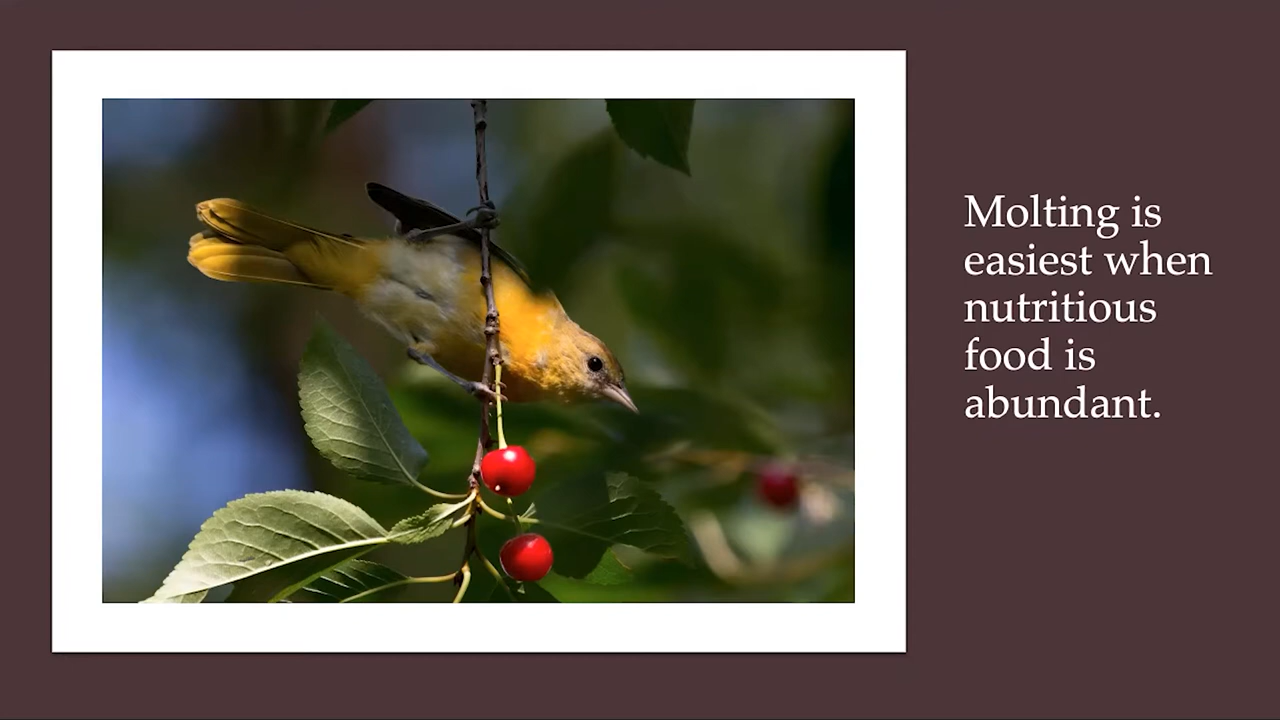 Molting is
easiest when
nutritious
food is
abundant.